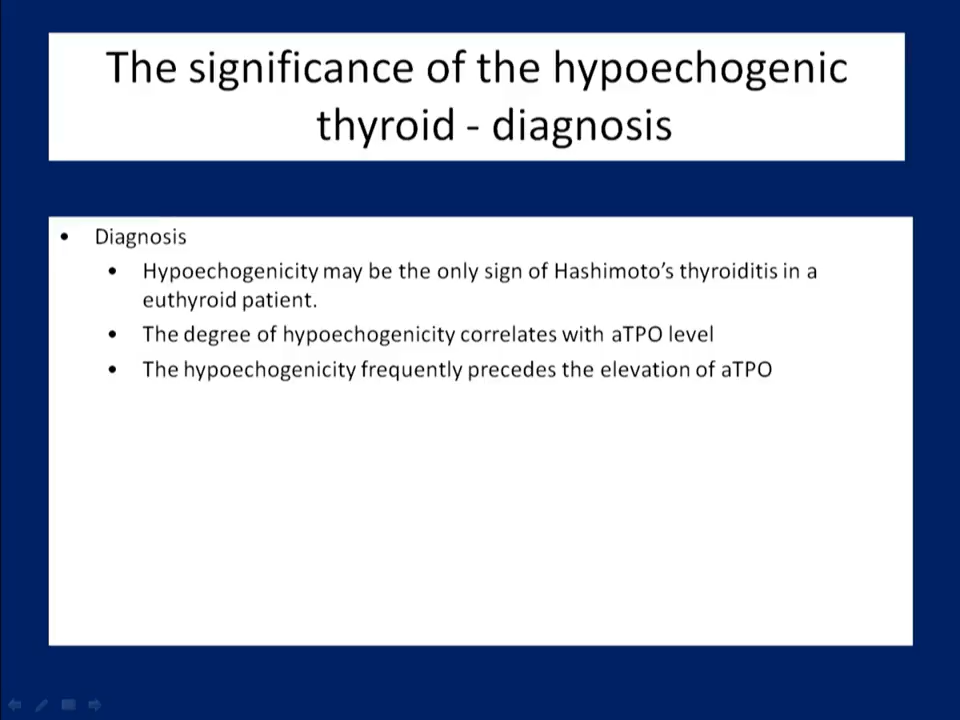 The significance of the hypoechogenic
thyroid - diagnosis
• Diagnosis
• Hypoechogenicity may be the only sign of Hashimoto’s thyroiditis in a
euthyroid patient.
• The degree of hypoechogenicity correlates with aTPO level
• The hypoechogenicity frequently precedes the elevation of aTPO